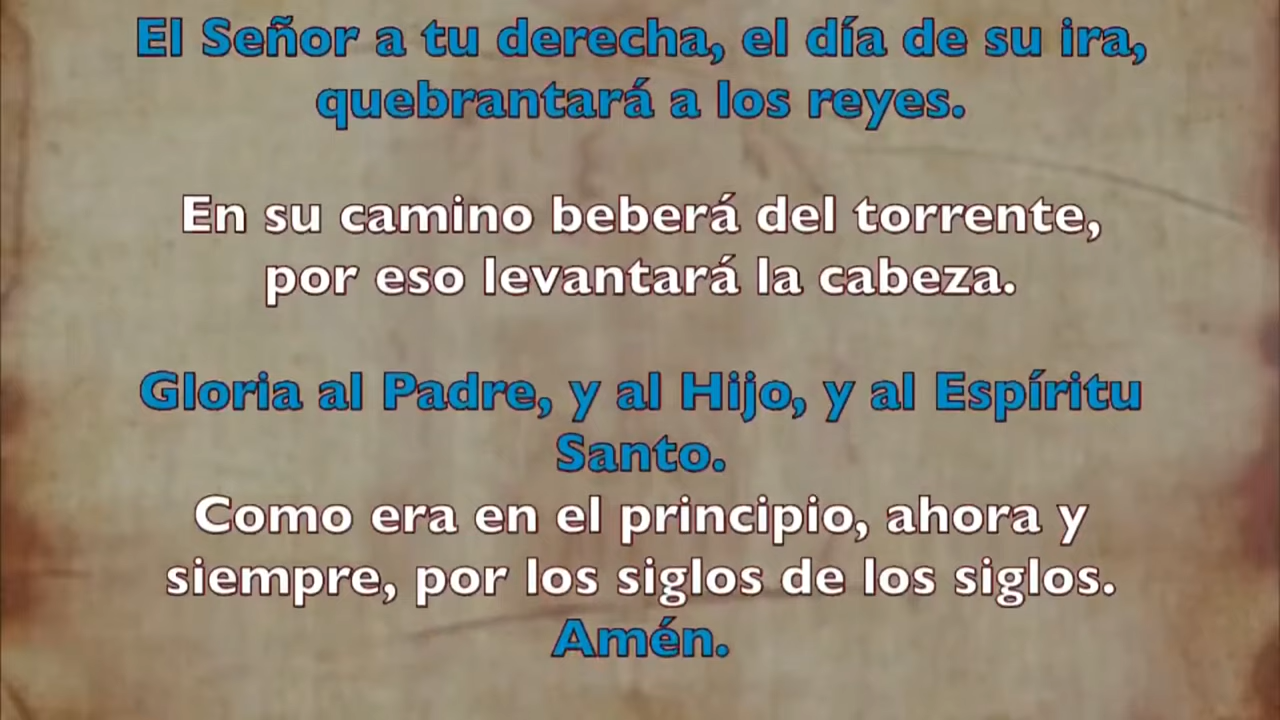 El Señor a tu derecha, el día de su ira,
quebrantará a los reyes.
En su camino beberá del torrente,
por eso levantará la cabeza.
Gloria al Padre, y al Hijo, y al Espíritu
Santo.
Como era en el principio, ahora y
siempre, por los siglos de los siglos.
Amén.